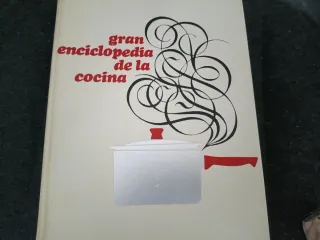 gran
enciclopedia
de la
cocina